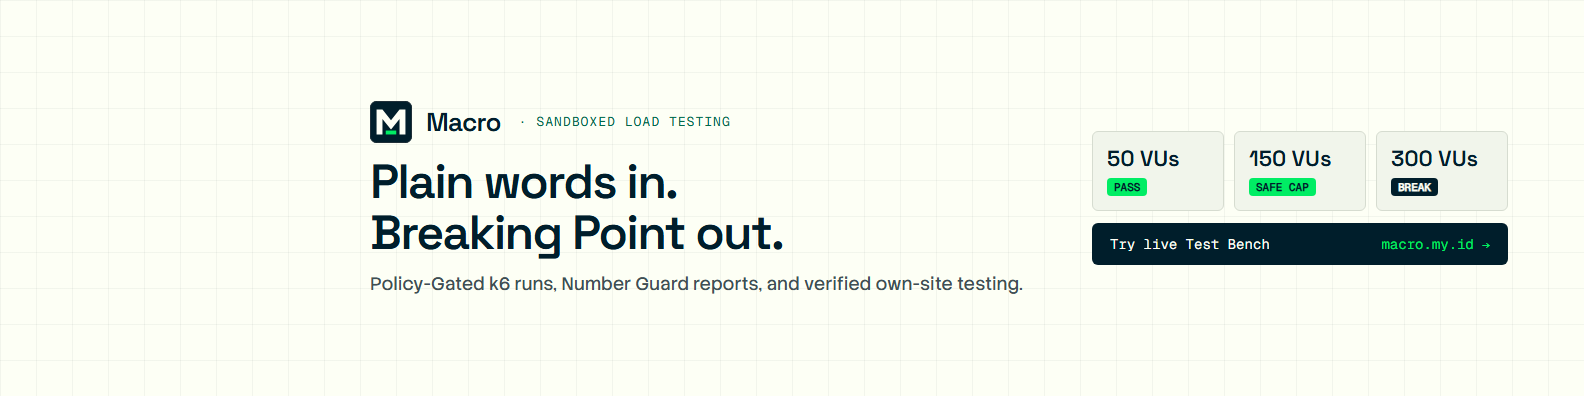 M Macro · SANDBOXED LOAD TESTING
Plain words in.
Breaking Point out.
Policy-Gated k6 runs, Number Guard reports, and verified own-site testing.
50 VUs
PASS
150 VUs
SAFE CAP
300 VUs
BREAK
Try live Test Bench macro.my.id →